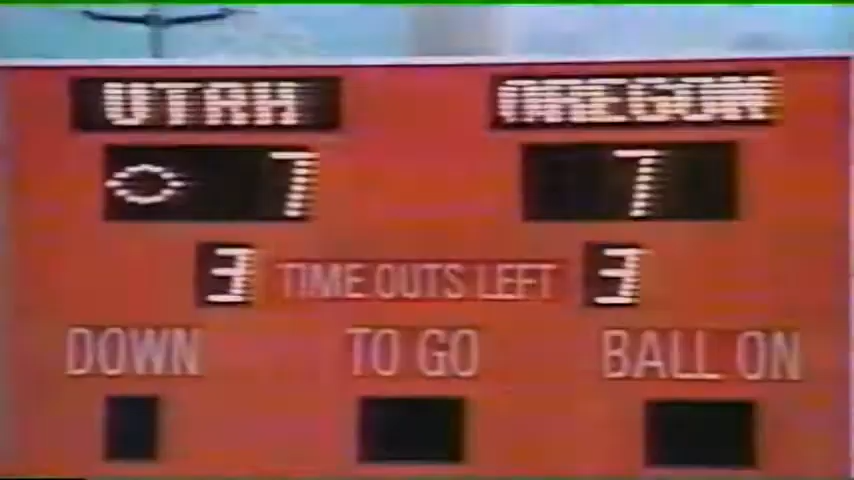 UTAH OREGON
7 7
3 TIME OUTS LEFT 3
DOWN TO GO BALL ON